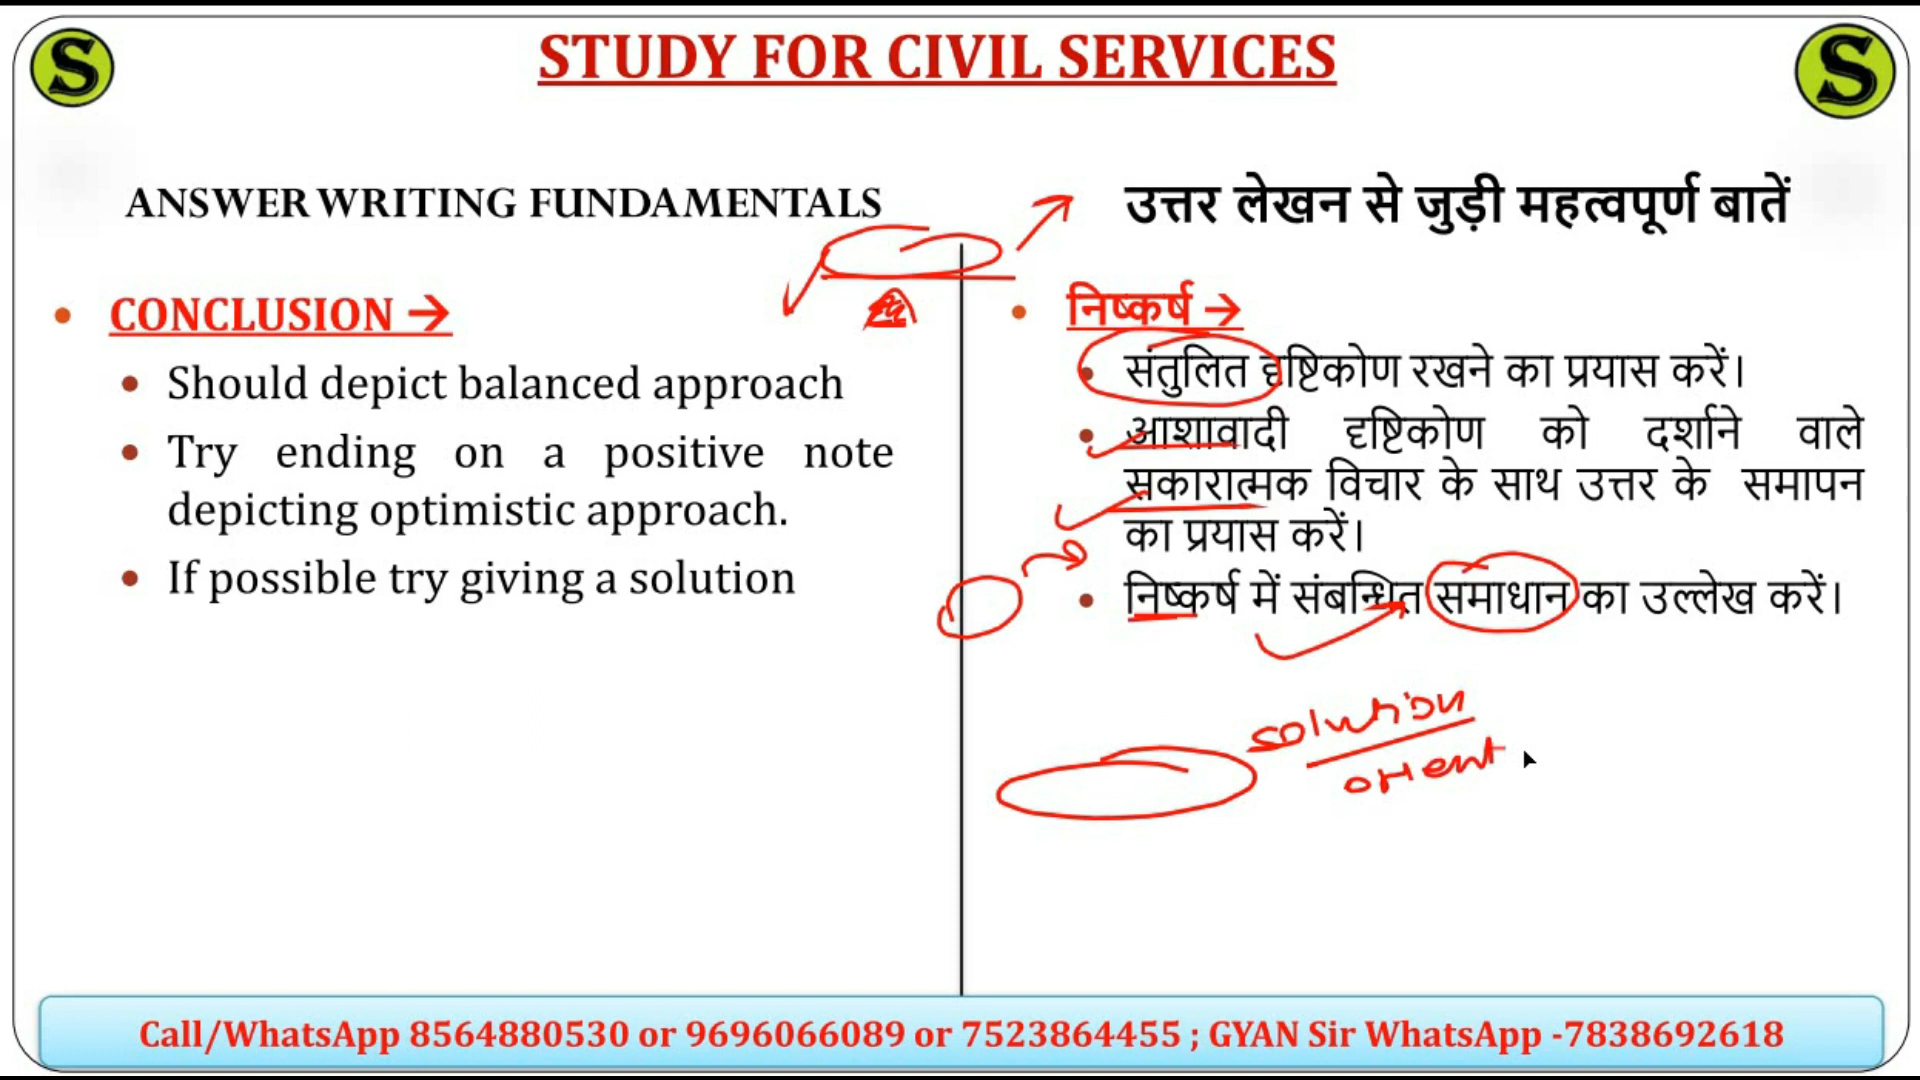 S
STUDY FOR CIVIL SERVICES
S
ANSWER WRITING FUNDAMENTALS
• CONCLUSION →
• Should depict balanced approach
• Try ending on a positive note
depicting optimistic approach.
• If possible try giving a solution
उत्तर लेखन से जुड़ी महत्वपूर्ण बातें
• निष्कर्ष →
• संतुलित दृष्टिकोण रखने का प्रयास करें।
• आशावादी दृष्टिकोण को दर्शाने वाले
सकारात्मक विचार के साथ उत्तर के समापन
का प्रयास करें।
• निष्कर्ष में संबन्धित समाधान का उल्लेख करें।
solution
orient
Call/WhatsApp 8564880530 or 9696066089 or 7523864455 ; GYAN Sir WhatsApp -7838692618